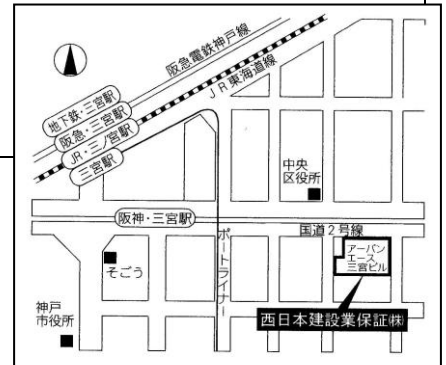 阪急電鉄神戸線
JR東海道線
地下鉄・三宮駅
阪急・三宮駅
JR・三ノ宮駅
三宮駅
中央
区役所
阪神・三宮駅
国道2号線
ポートライナー
アーバン
エース
三宮ビル
そごう
神戸
市役所
西日本建設業保証㈱